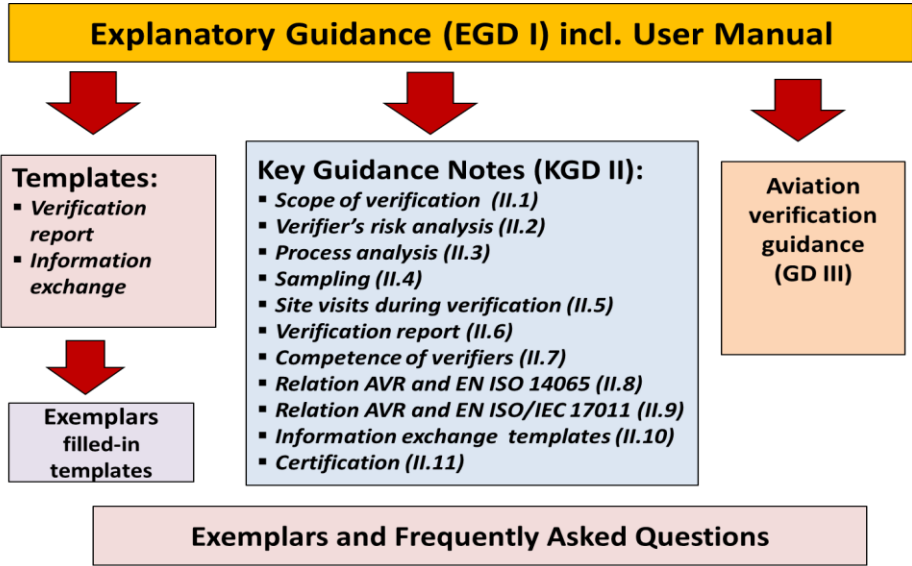 Explanatory Guidance (EGD I) incl. User Manual
Templates:
▪ Verification
report
▪ Information
exchange
Exemplars
filled-in
templates
Key Guidance Notes (KGD II):
▪ Scope of verification (II.1)
▪ Verifier's risk analysis (II.2)
▪ Process analysis (II.3)
▪ Sampling (II.4)
▪ Site visits during verification (II.5)
▪ Verification report (II.6)
▪ Competence of verifiers (II.7)
▪ Relation AVR and EN ISO 14065 (II.8)
▪ Relation AVR and EN ISO/IEC 17011 (II.9)
▪ Information exchange templates (II.10)
▪ Certification (II.11)
Aviation
verification
guidance
(GD III)
Exemplars and Frequently Asked Questions